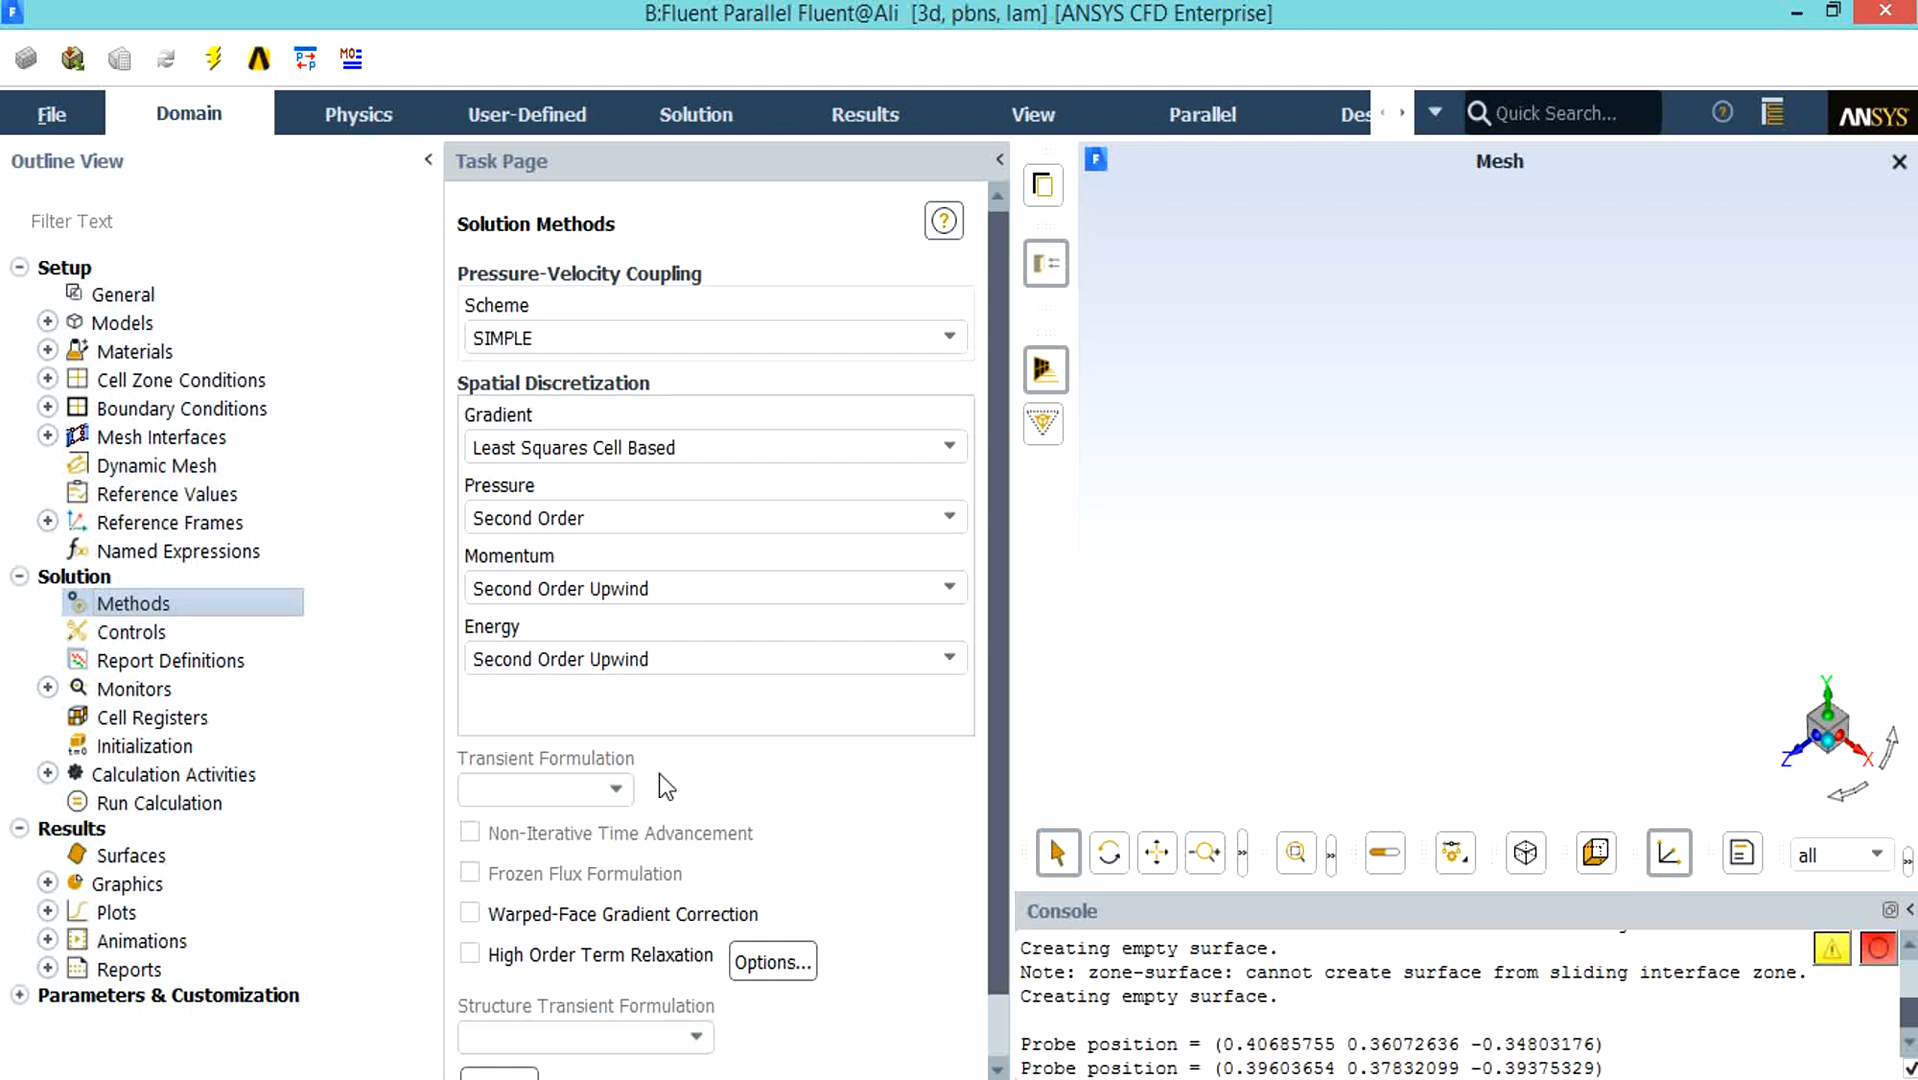 B:Fluent Parallel Fluent@Ali [3d, pbns, lam] [ANSYS CFD Enterprise]
File Domain Physics User-Defined Solution Results View Parallel Des Quick Search... ANSYS
Outline View
Filter Text
Setup
General
Models
Materials
Cell Zone Conditions
Boundary Conditions
Mesh Interfaces
Dynamic Mesh
Reference Values
Reference Frames
Named Expressions
Solution
Methods
Controls
Report Definitions
Monitors
Cell Registers
Initialization
Calculation Activities
Run Calculation
Results
Surfaces
Graphics
Plots
Animations
Reports
Parameters & Customization
Task Page
Solution Methods
Pressure-Velocity Coupling
Scheme
SIMPLE
Spatial Discretization
Gradient
Least Squares Cell Based
Pressure
Second Order
Momentum
Second Order Upwind
Energy
Second Order Upwind
Transient Formulation
Non-Iterative Time Advancement
Frozen Flux Formulation
Warped-Face Gradient Correction
High Order Term Relaxation Options...
Structure Transient Formulation
Mesh
Y
Z X
all
Console
Creating empty surface.
Note: zone-surface: cannot create surface from sliding interface zone.
Creating empty surface.
Probe position = (0.40685755 0.36072636 -0.34803176)
Probe position = (0.39603654 0.37832099 -0.39375329)